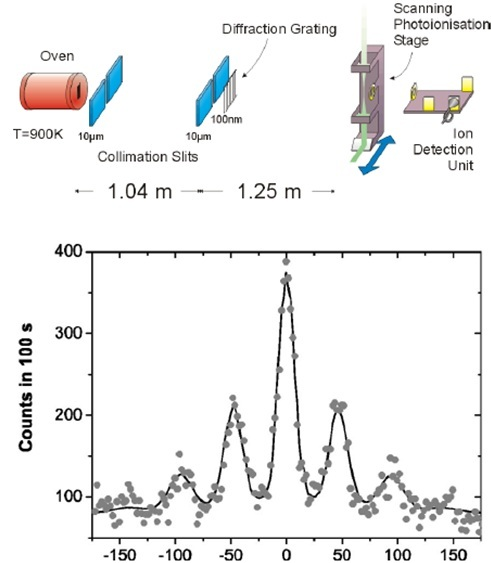 Scanning
Photoionisation
Stage
Diffraction Grating
Oven
100nm
T=900K
10µm
10µm
Collimation Slits
Ion
Detection
Unit
1.04 m
1.25 m
400
300
200
100
Counts in 100 s
-150 -100 -50 0 50 100 150